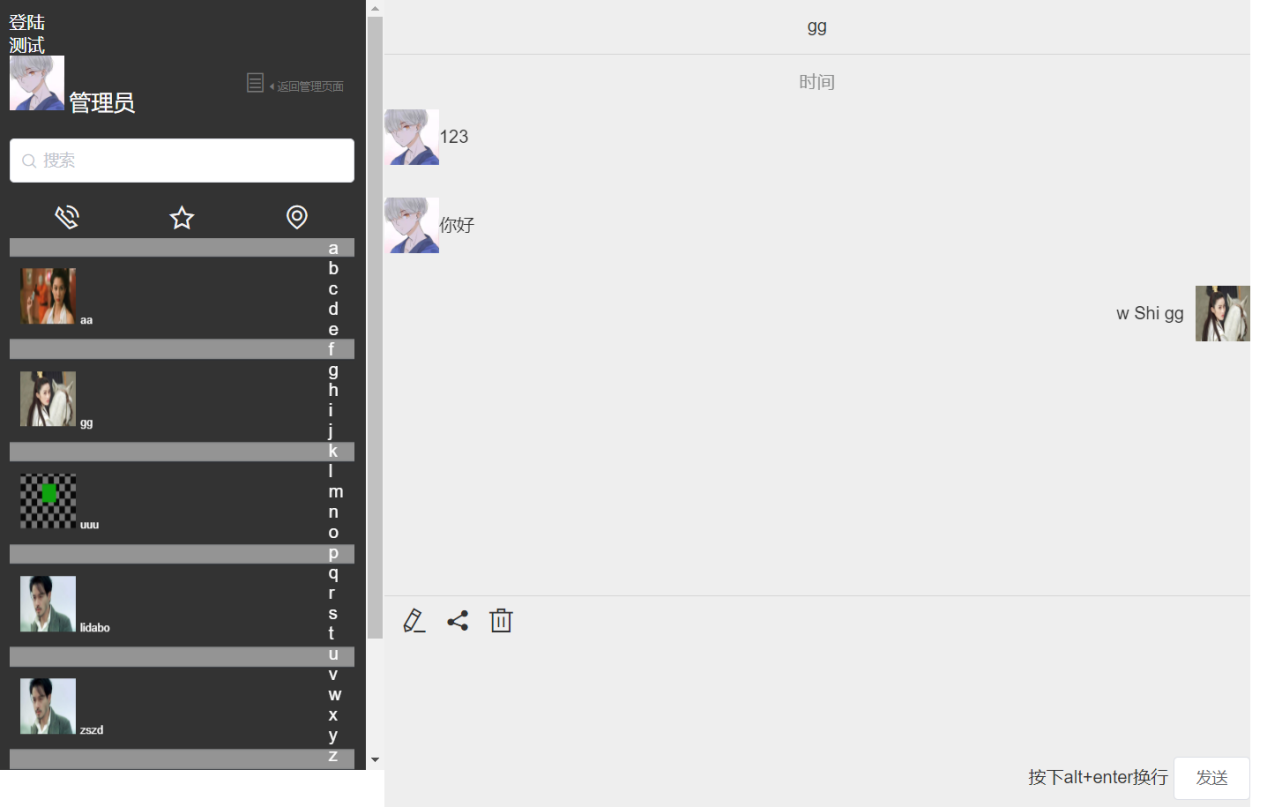 登陆
测试
管理员
返回管理页面
搜索
a
b
c
d
e
f
g
h
i
j
k
l
m
n
o
p
q
r
s
t
u
v
w
x
y
z
aa
gg
uuu
lidabo
zszd
gg
时间
123
你好
w Shi gg
按下alt+enter换行
发送